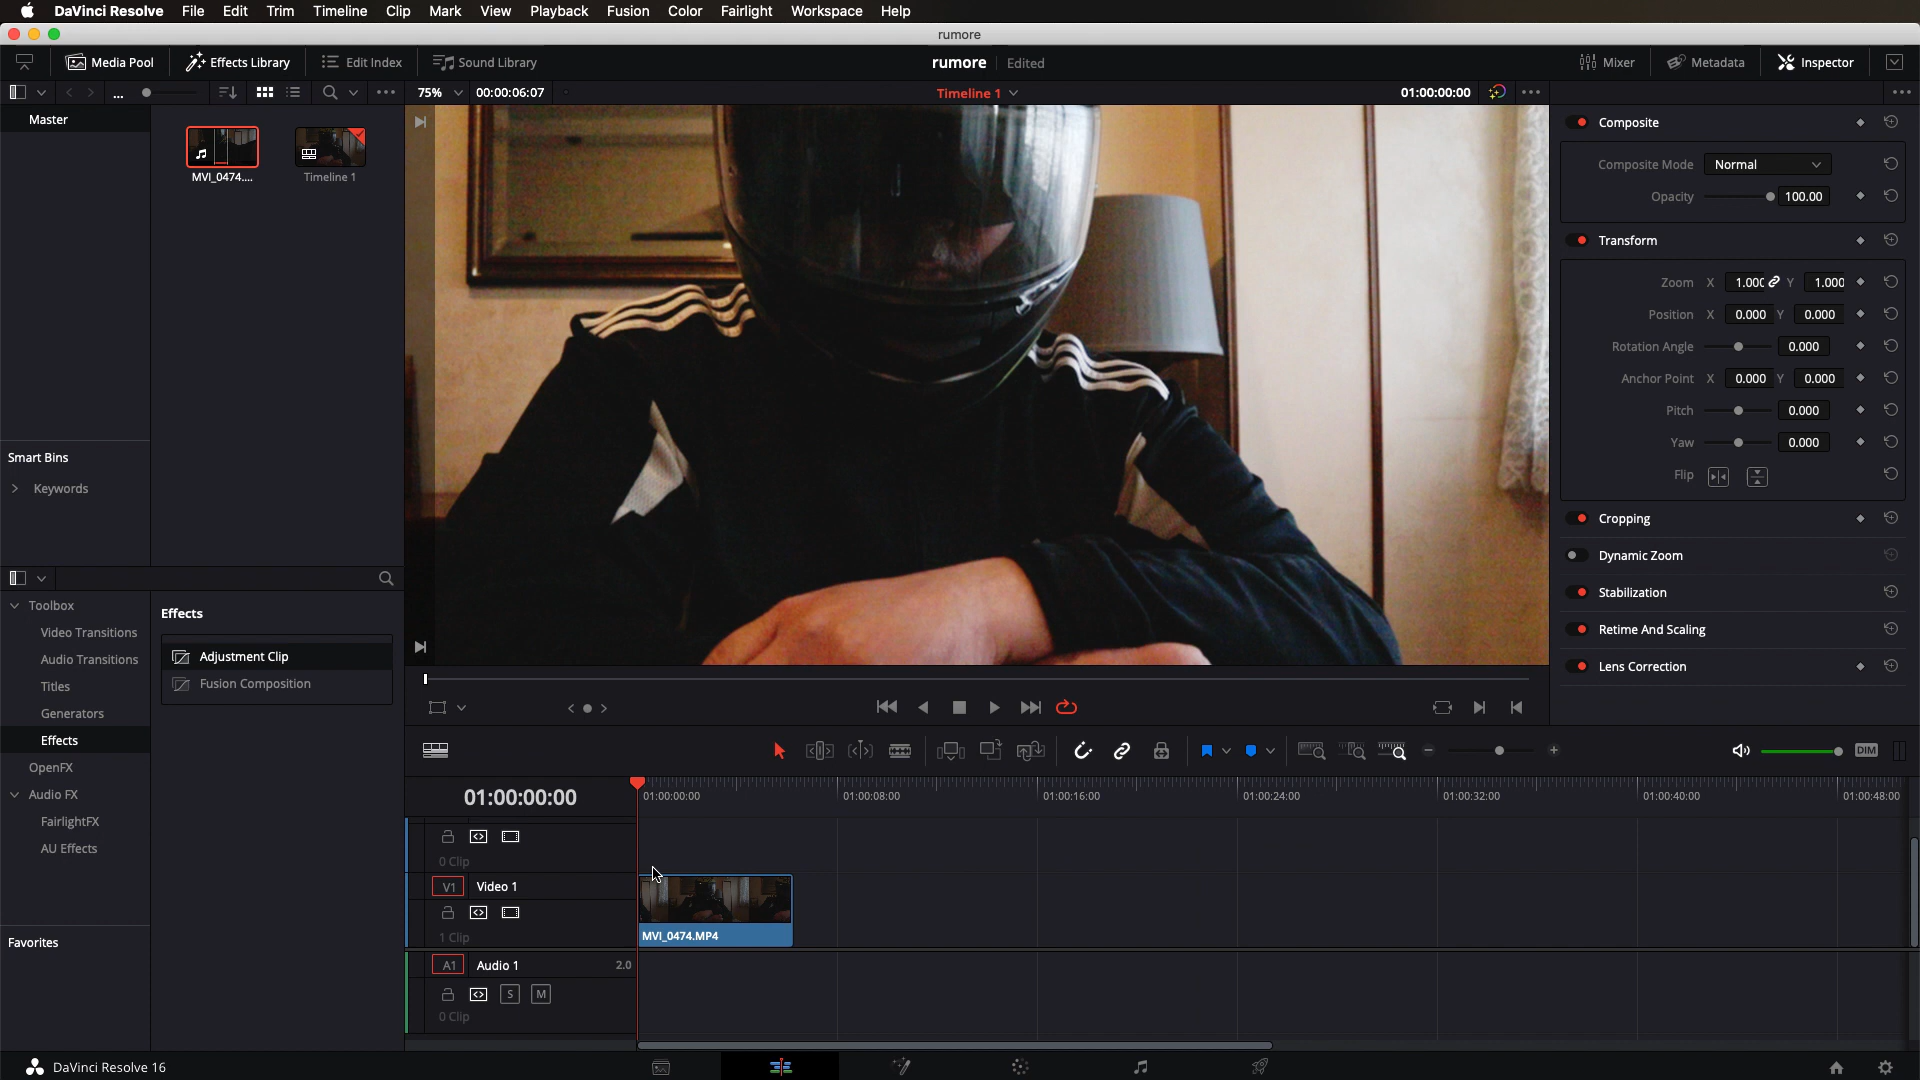 DaVinci Resolve File Edit Trim Timeline Clip Mark View Playback Fusion Color Fairlight Workspace Help
rumore
Media Pool Effects Library Edit Index Sound Library rumore Edited Mixer Metadata Inspector
... 75% 00:00:06:07 Timeline 1 01:00:00:00
Master
MVI_0474....
Timeline 1
Smart Bins
Keywords
Toolbox
Video Transitions
Audio Transitions
Titles
Generators
Effects
OpenFX
Audio FX
FairlightFX
AU Effects
Favorites
Effects
Adjustment Clip
Fusion Composition
Composite
Composite Mode Normal
Opacity 100.00
Transform
Zoom X 1.000 Y 1.000
Position X 0.000 Y 0.000
Rotation Angle 0.000
Anchor Point X 0.000 Y 0.000
Pitch 0.000
Yaw 0.000
Flip
Cropping
Dynamic Zoom
Stabilization
Retime And Scaling
Lens Correction
DIM
01:00:00:00 01:00:00:00 01:00:08:00 01:00:16:00 01:00:24:00 01:00:32:00 01:00:40:00 01:00:48:00
0 Clip
V1 Video 1
1 Clip
MVI_0474.MP4
A1 Audio 1 2.0
S M
0 Clip
DaVinci Resolve 16